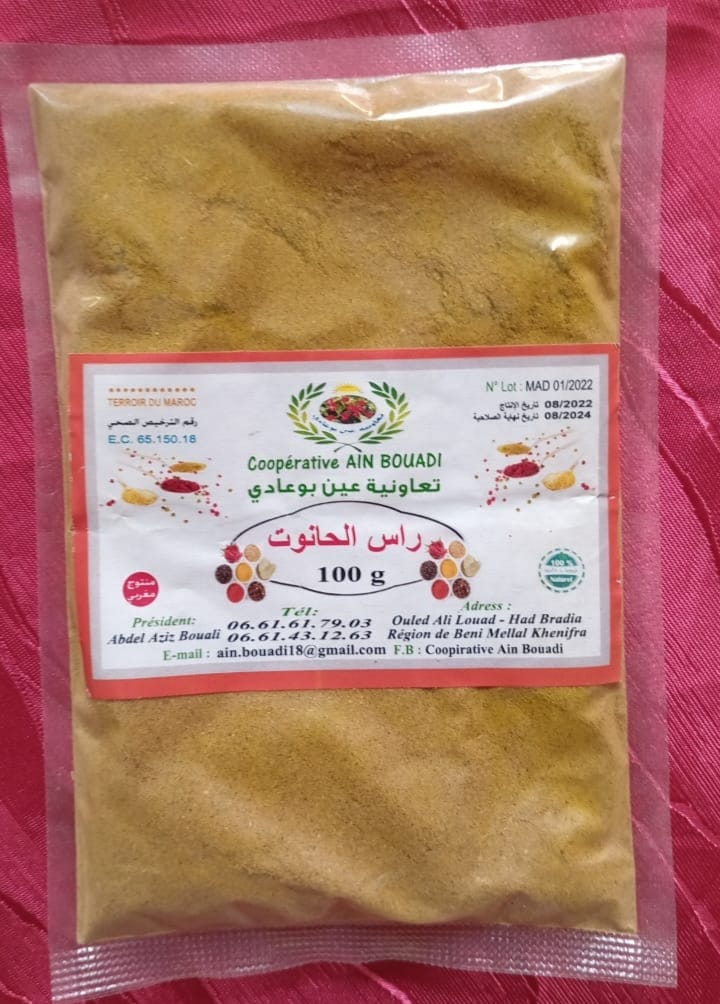 TERROIR DU MAROC
رقم الترخيص الصحي
E.C. 65.150.18
N° Lot : MAD 01/2022
08/2022 تاريخ الإنتاج
08/2024 تاريخ نهاية الصلاحية
Coopérative AIN BOUADI
تعاونية عين بوعادي
راس الحانوت
100 g
منتوج
مغربي
100 %
Naturel
Président:
Abdel Aziz Bouali
Tél:
06.61.61.79.03
06.61.43.12.63
Adress :
Ouled Ali Louad - Had Bradia
Région de Beni Mellal Khenifra
E-mail : ain.bouadi18@gmail.com F.B : Coopirative Ain Bouadi